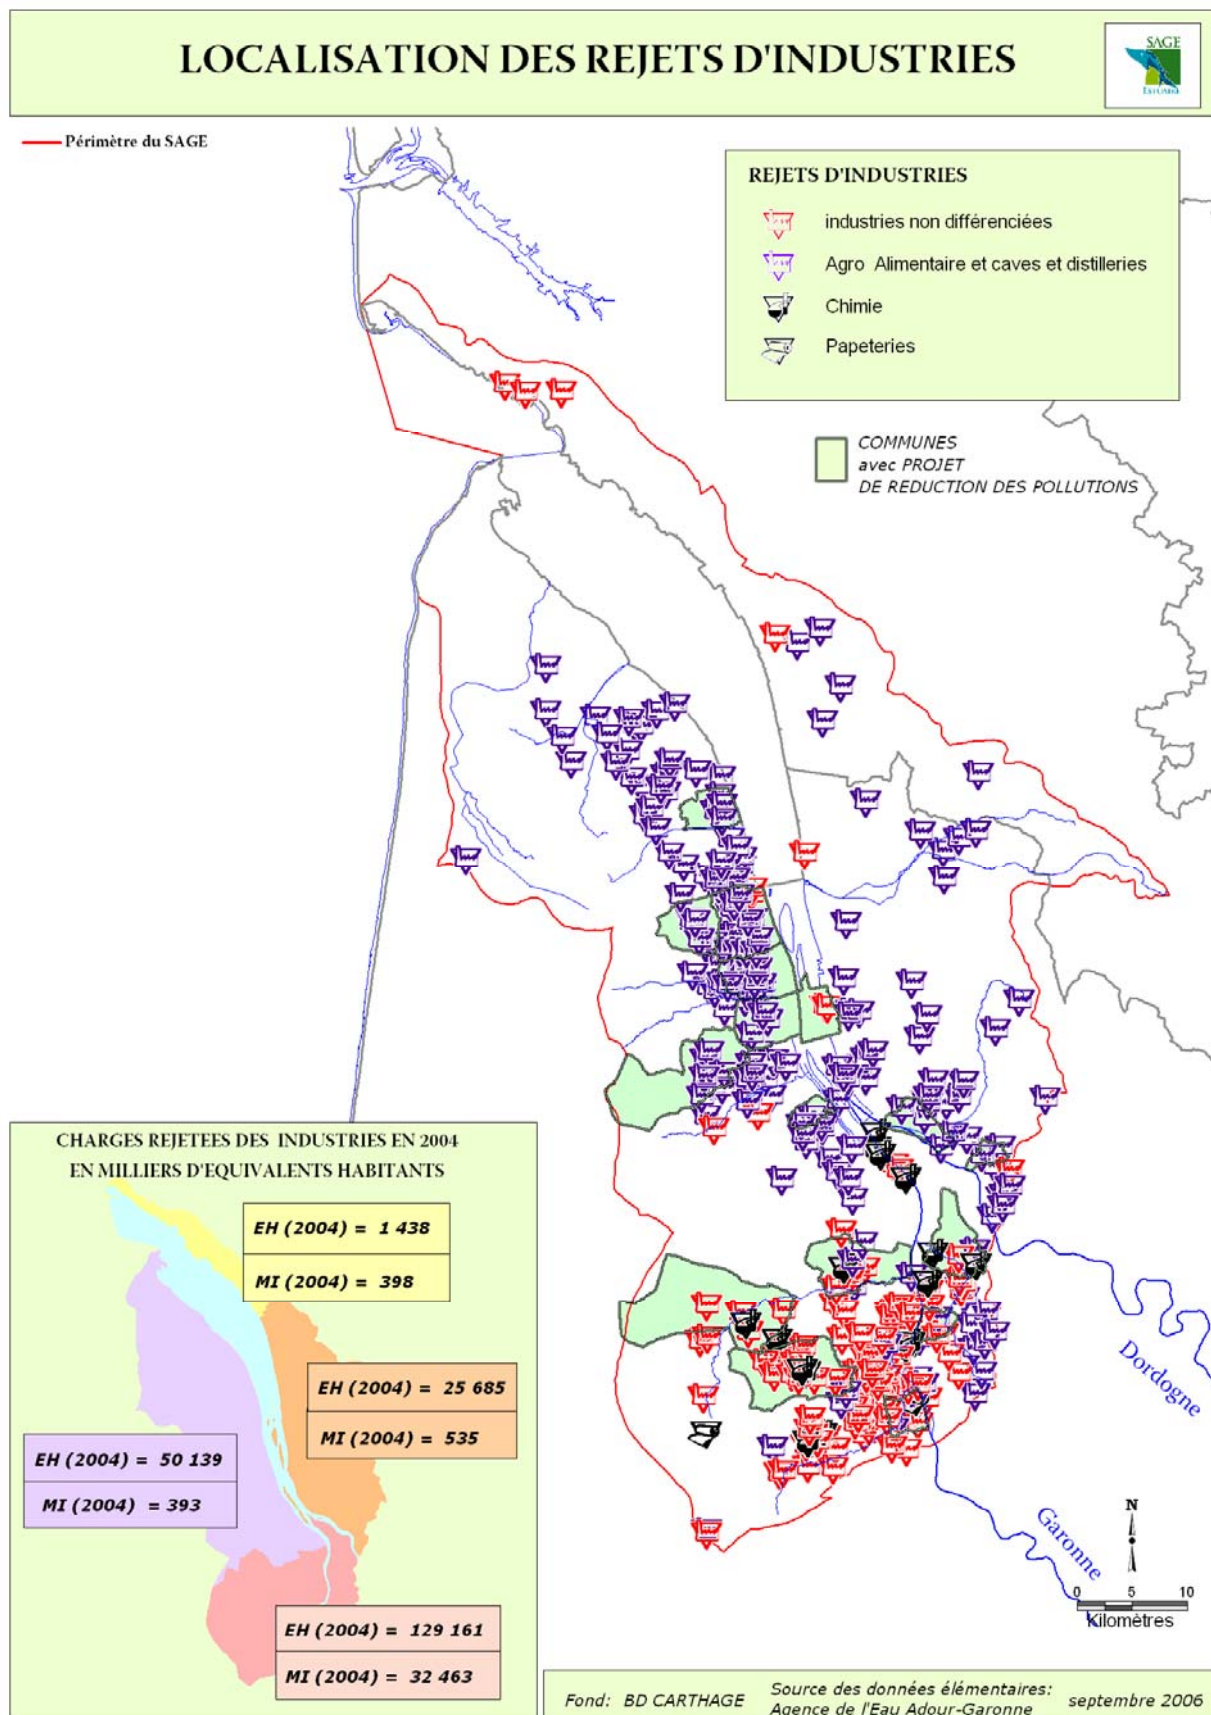 LOCALISATION DES REJETS D'INDUSTRIES
SAGE
ESTUAIRE
Périmètre du SAGE
REJETS D'INDUSTRIES
industries non différenciées
Agro Alimentaire et caves et distilleries
Chimie
Papeteries
COMMUNES
avec PROJET
DE REDUCTION DES POLLUTIONS
CHARGES REJETEES DES INDUSTRIES EN 2004
EN MILLIERS D'EQUIVALENTS HABITANTS
EH (2004) = 1 438
MI (2004) = 398
EH (2004) = 25 685
MI (2004) = 535
EH (2004) = 50 139
MI (2004) = 393
EH (2004) = 129 161
MI (2004) = 32 463
Dordogne
Garonne
N
0 5 10
Kilomètres
Fond: BD CARTHAGE
Source des données élémentaires:
Agence de l'Eau Adour-Garonne
septembre 2006